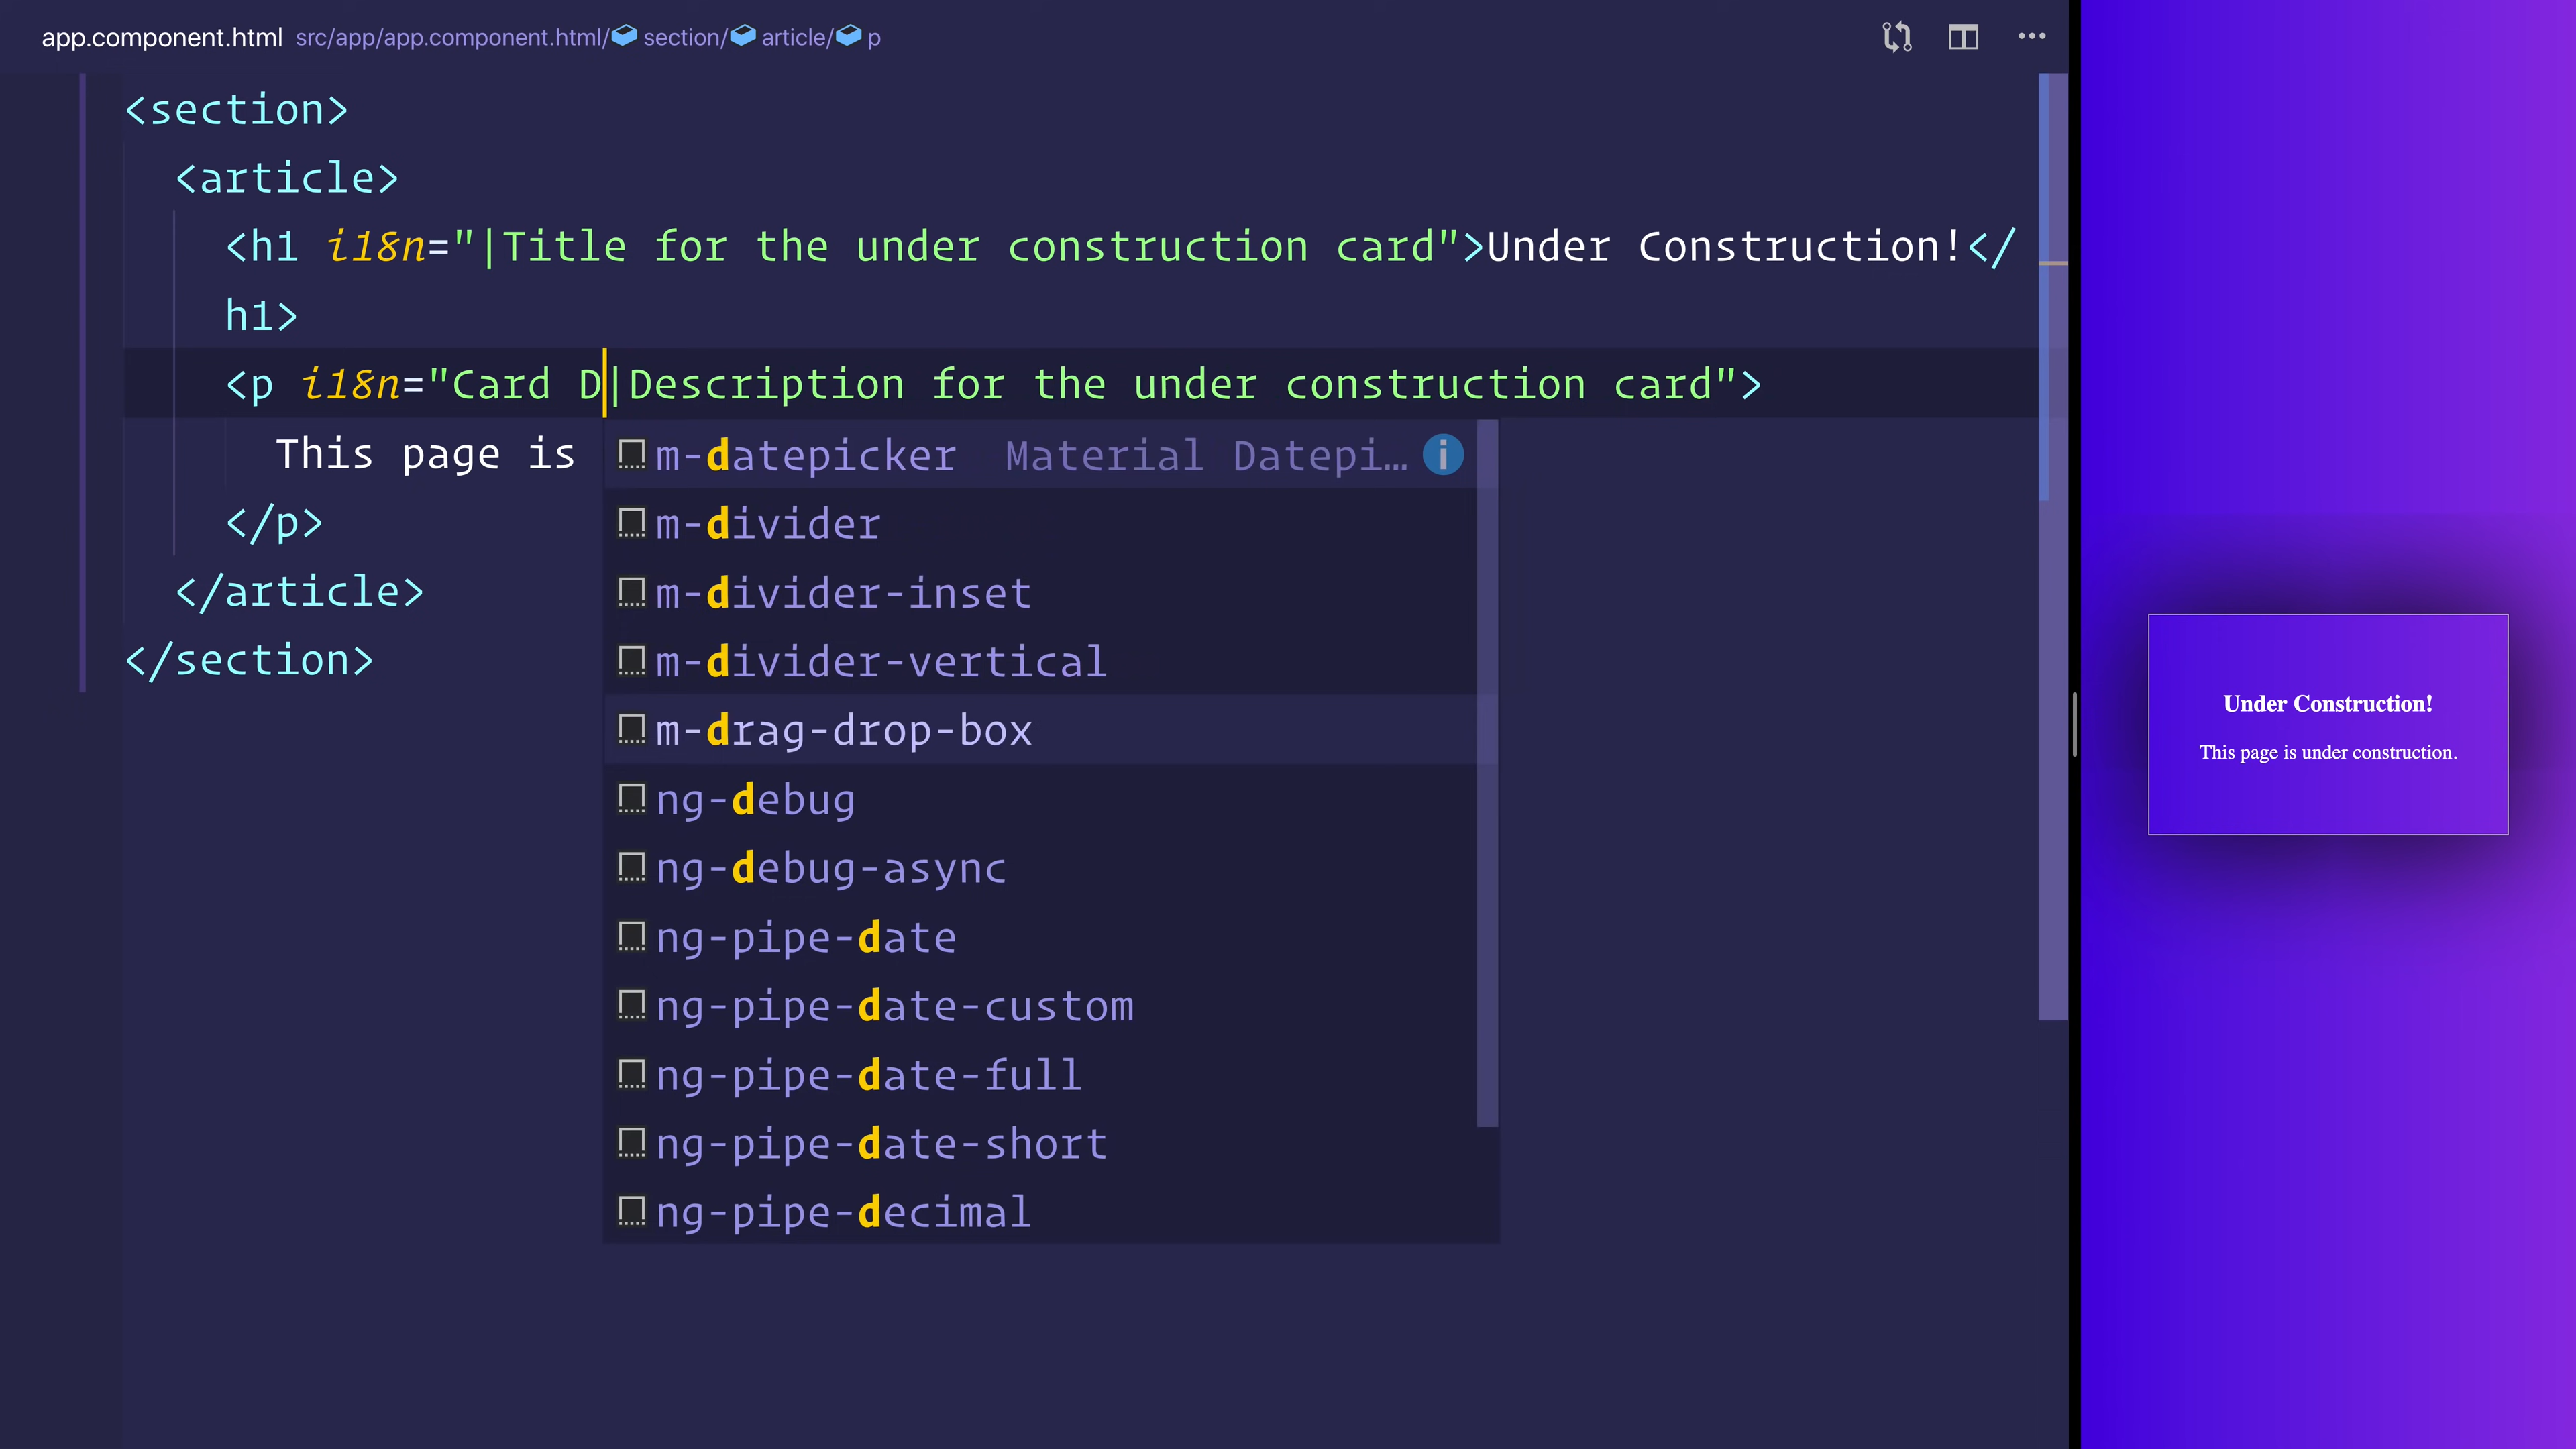 app.component.html src/app/app.component.html/ section/ article/ p
<section>
<article>
<h1 i18n="|Title for the under construction card">Under Construction!</
h1>
<p i18n="Card D|Description for the under construction card">
This page is
</p>
</article>
</section>
m-datepicker Material Datepi…
m-divider
m-divider-inset
m-divider-vertical
m-drag-drop-box
ng-debug
ng-debug-async
ng-pipe-date
ng-pipe-date-custom
ng-pipe-date-full
ng-pipe-date-short
ng-pipe-decimal
Under Construction!
This page is under construction.